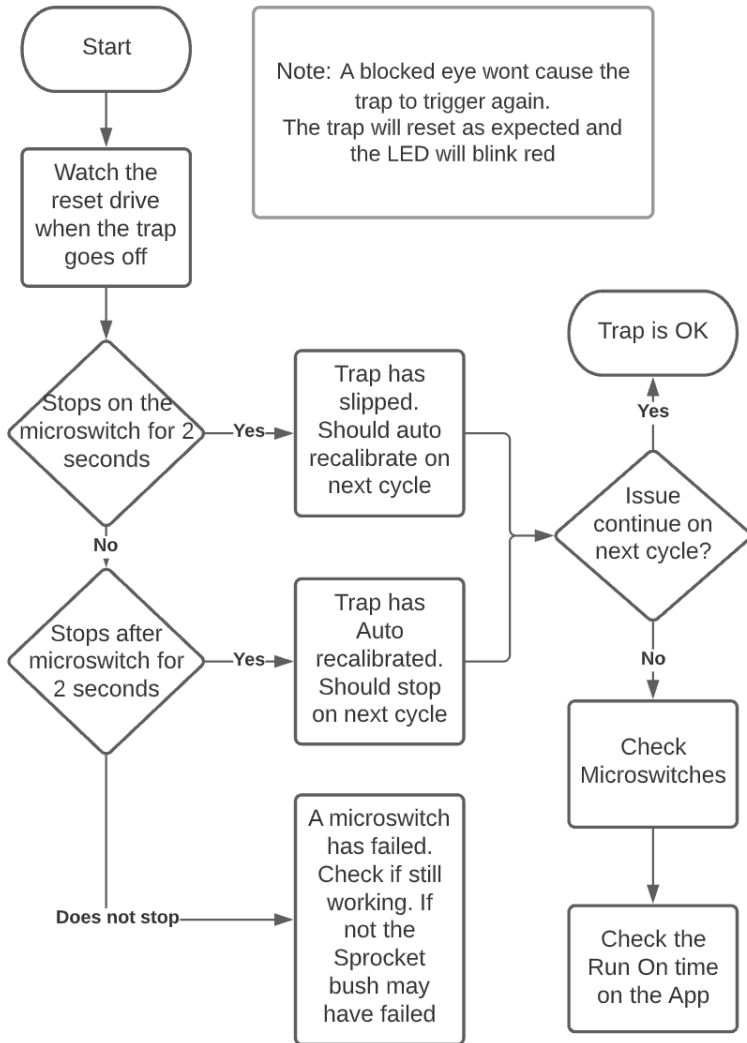 Start
Note: A blocked eye wont cause the
trap to trigger again.
The trap will reset as expected and
the LED will blink red
Watch the
reset drive
when the trap
goes off
Stops on the
microswitch for 2
seconds
Yes
Trap has
slipped.
Should auto
recalibrate on
next cycle
No
Stops after
microswitch for
2 seconds
Yes
Trap has
Auto
recalibrated.
Should stop
on next cycle
Does not stop
A microswitch
has failed.
Check if still
working. If
not the
Sprocket
bush may
have failed
Trap is OK
Yes
Issue
continue on
next cycle?
No
Check
Microswitches
Check the
Run On time
on the App